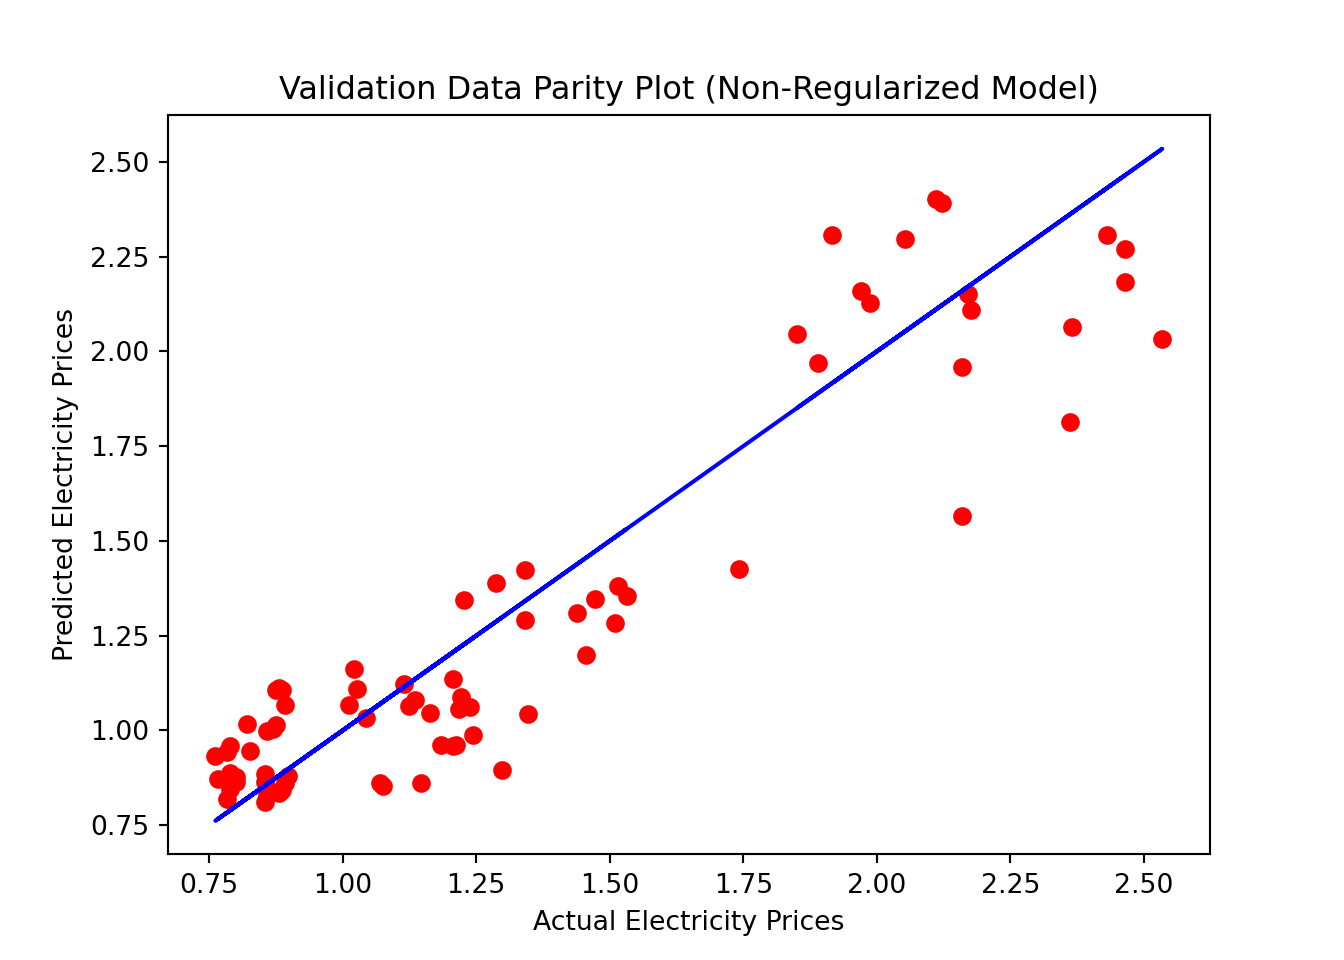 Validation Data Parity Plot (Non-Regularized Model)
2.50
2.25
2.00
1.75
1.50
1.25
1.00
0.75
Predicted Electricity Prices
0.75 1.00 1.25 1.50 1.75 2.00 2.25 2.50
Actual Electricity Prices